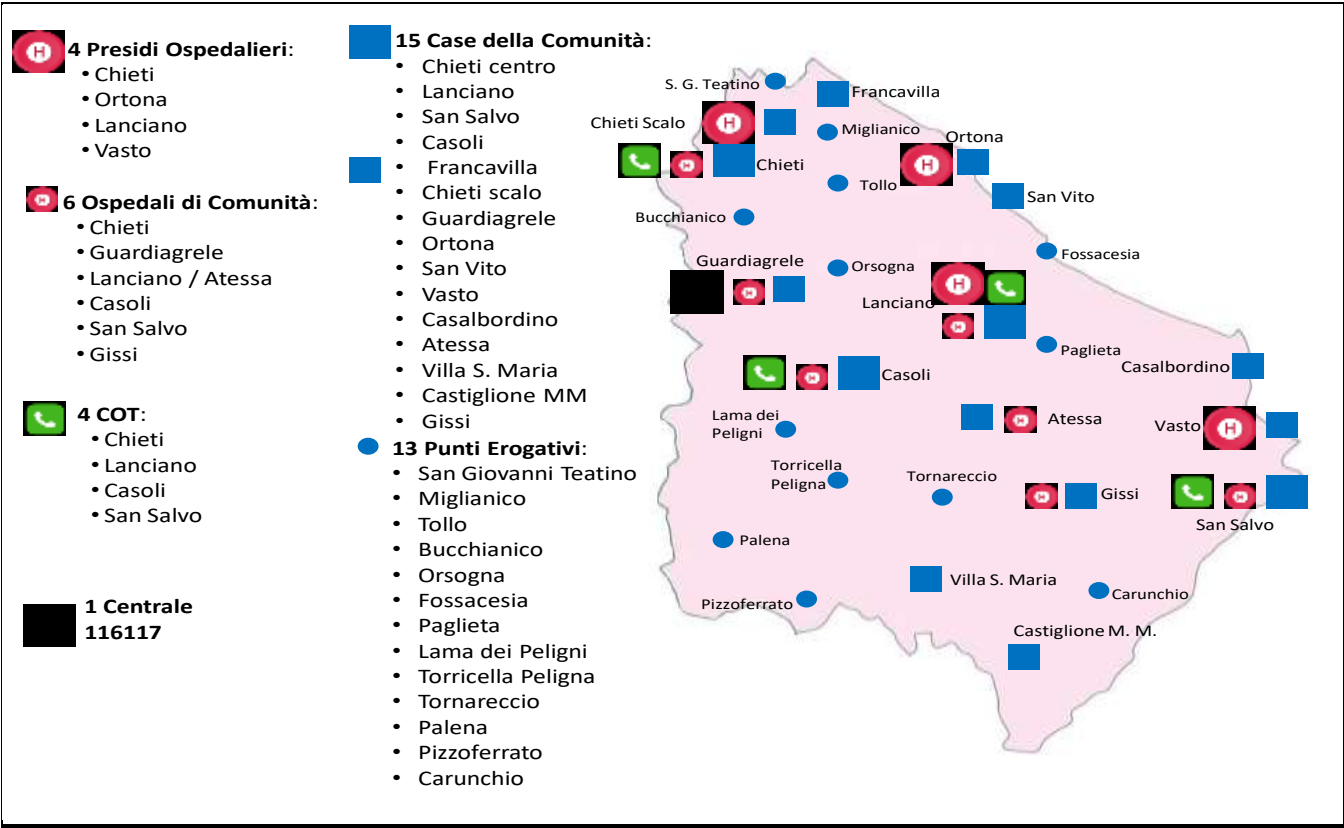 4 Presidi Ospedalieri:
• Chieti
• Ortona
• Lanciano
• Vasto
6 Ospedali di Comunità:
• Chieti
• Guardiagrele
• Lanciano / Atessa
• Casoli
• San Salvo
• Gissi
4 COT:
• Chieti
• Lanciano
• Casoli
• San Salvo
1 Centrale
116117
15 Case della Comunità:
• Chieti centro
• Lanciano
• San Salvo
• Casoli
• Francavilla
• Chieti scalo
• Guardiagrele
• Ortona
• San Vito
• Vasto
• Casalbordino
• Atessa
• Villa S. Maria
• Castiglione MM
• Gissi
13 Punti Erogativi:
• San Giovanni Teatino
• Miglianico
• Tollo
• Bucchianico
• Orsogna
• Fossacesia
• Paglieta
• Lama dei Peligni
• Torricella Peligna
• Tornareccio
• Palena
• Pizzoferrato
• Carunchio
S. G. Teatino
Francavilla
Chieti Scalo
H
Miglianico
Ortona
H
H
Chieti
Tollo
San Vito
Bucchianico
Fossacesia
Guardiagrele
H
Orsogna
H
Lanciano
H
Paglieta
Casalbordino
H
Casoli
Lama dei
Peligni
H
Atessa
Vasto
H
Torricella
Peligna
Tornareccio
H
Gissi
H
San Salvo
Palena
Villa S. Maria
Pizzoferrato
Carunchio
Castiglione M. M.